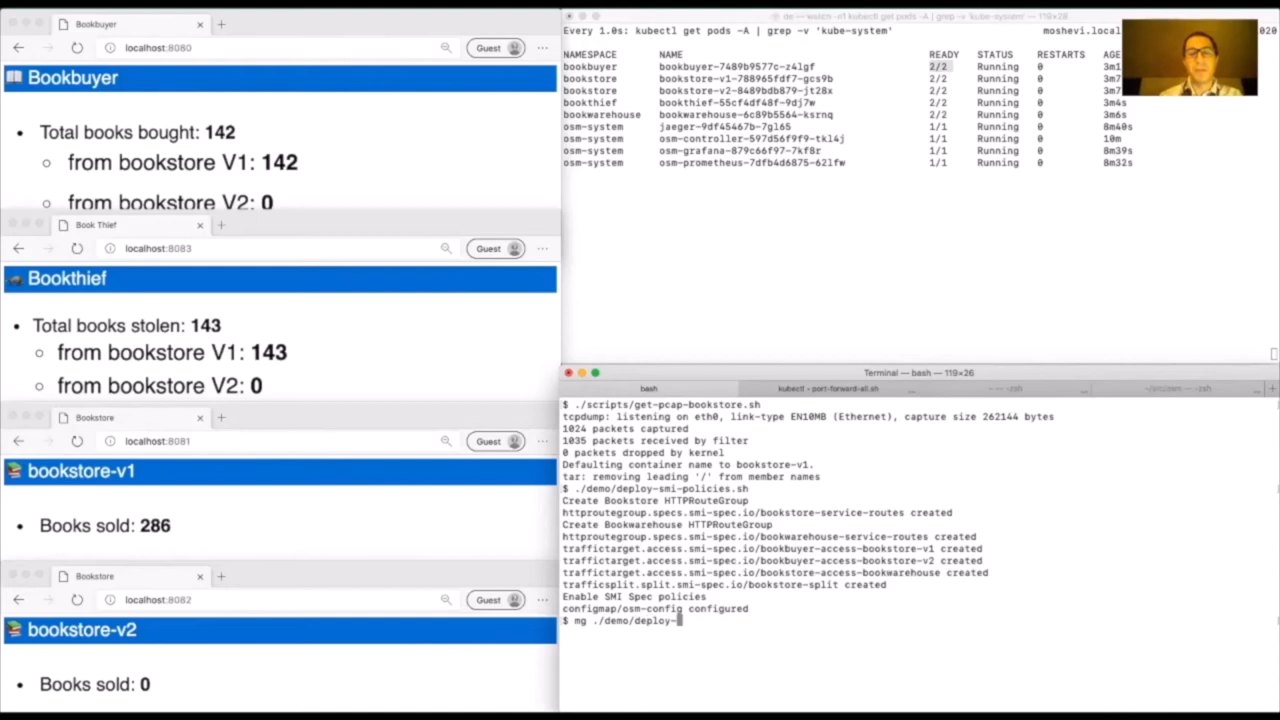 Bookbuyer
localhost:8080
Guest
Bookbuyer
Total books bought: 142
from bookstore V1: 142
from bookstore V2: 0
Book Thief
localhost:8083
Guest
Bookthief
Total books stolen: 143
from bookstore V1: 143
from bookstore V2: 0
Bookstore
localhost:8081
Guest
bookstore-v1
Books sold: 286
Bookstore
localhost:8082
Guest
bookstore-v2
Books sold: 0
Every 1.0s: kubectl get pods -A | grep -v 'kube-system' moshevi.local
NAMESPACE NAME READY STATUS RESTARTS AGE
bookbuyer bookbuyer-7489b9577c-z4lgf 2/2 Running 0 3m1
bookstore bookstore-v1-788965fdf7-gcs9b 2/2 Running 0 3m7
bookstore bookstore-v2-8489bdb879-jt28x 2/2 Running 0 3m7
bookthief bookthief-55cf4df48f-9dj7w 2/2 Running 0 3m4s
bookwarehouse bookwarehouse-6c89b5564-ksrnq 2/2 Running 0 3m6s
osm-system jaeger-9df45467b-7gl65 1/1 Running 0 8m40s
osm-system osm-controller-597d56f9f9-tkl4j 1/1 Running 0 10m
osm-system osm-grafana-879c66f97-7kf8r 1/1 Running 0 8m39s
osm-system osm-prometheus-7dfb4d6875-62lfw 1/1 Running 0 8m32s
Terminal — bash — 119×26
bash kubectl - port-forward-all.sh
$ ./scripts/get-pcap-bookstore.sh
tcpdump: listening on eth0, link-type EN10MB (Ethernet), capture size 262144 bytes
1024 packets captured
1035 packets received by filter
0 packets dropped by kernel
Defaulting container name to bookstore-v1.
tar: removing leading '/' from member names
$ ./demo/deploy-smi-policies.sh
Create Bookstore HTTPRouteGroup
httproutegroup.specs.smi-spec.io/bookstore-service-routes created
Create Bookwarehouse HTTPRouteGroup
httproutegroup.specs.smi-spec.io/bookwarehouse-service-routes created
traffictarget.access.smi-spec.io/bookbuyer-access-bookstore-v1 created
traffictarget.access.smi-spec.io/bookbuyer-access-bookstore-v2 created
traffictarget.access.smi-spec.io/bookstore-access-bookwarehouse created
trafficsplit.split.smi-spec.io/bookstore-split created
Enable SMI Spec policies
configmap/osm-config configured
$ mg ./demo/deploy-